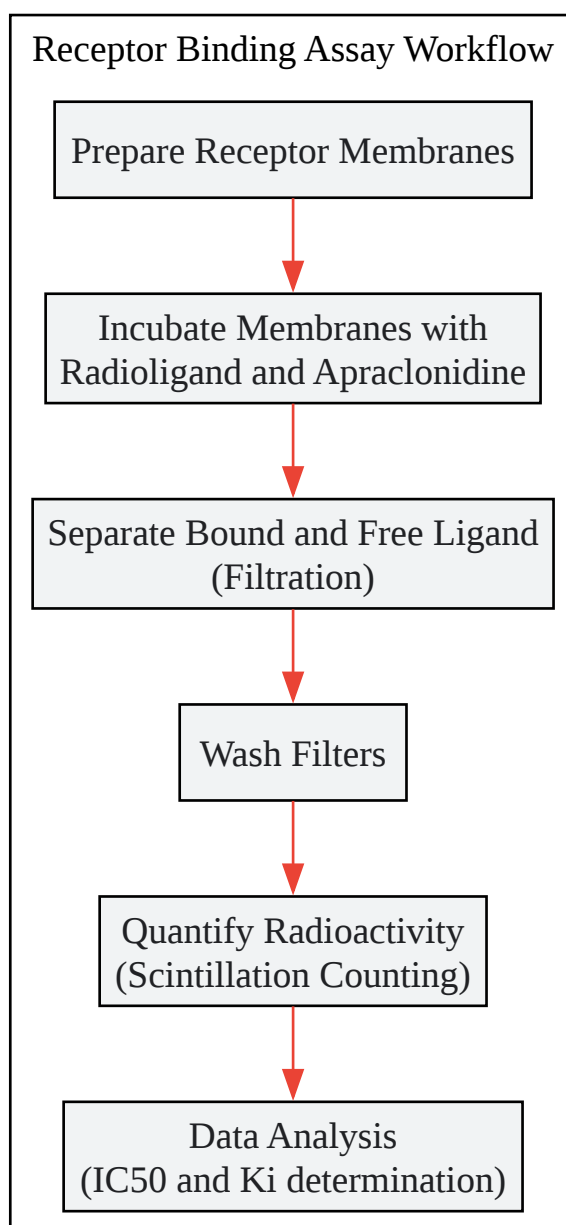 Receptor Binding Assay Workflow
Prepare Receptor Membranes
Incubate Membranes with
Radioligand and Apraclonidine
Separate Bound and Free Ligand
(Filtration)
Wash Filters
Quantify Radioactivity
(Scintillation Counting)
Data Analysis
(IC50 and Ki determination)